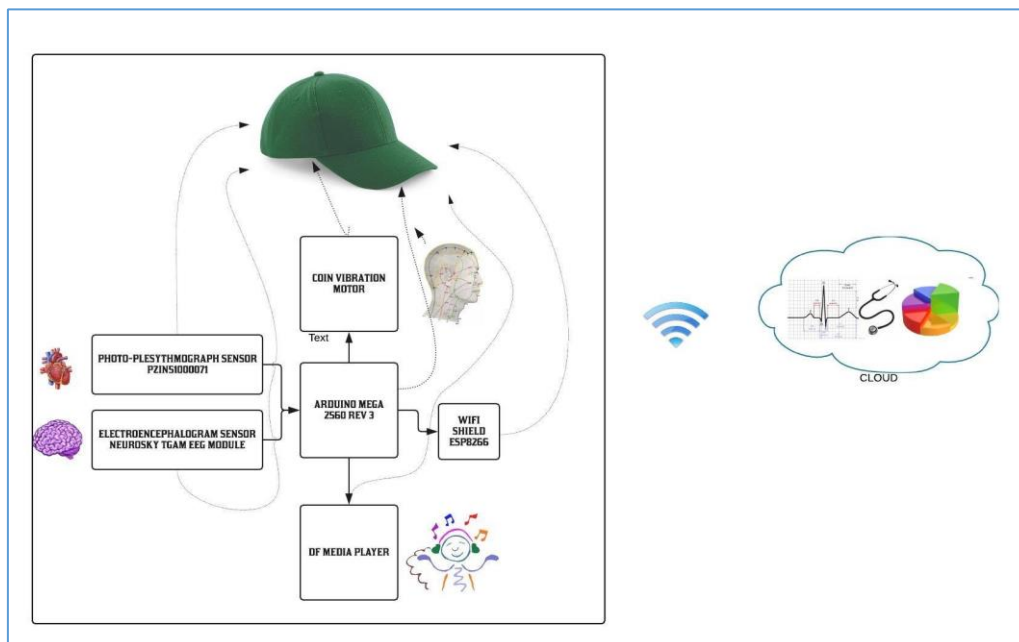 COIN VIBRATION
MOTOR
Text
PHOTO-PLESYTHMOGRAPH SENSOR
PZINS1000071
ARDUINO MEGA
2560 REV 3
WIFI
SHIELD
ESP8266
ELECTROENCEPHALOGRAM SENSOR
NEUROSKY TGAM EEG MODULE
DF MEDIA PLAYER
CLOUD